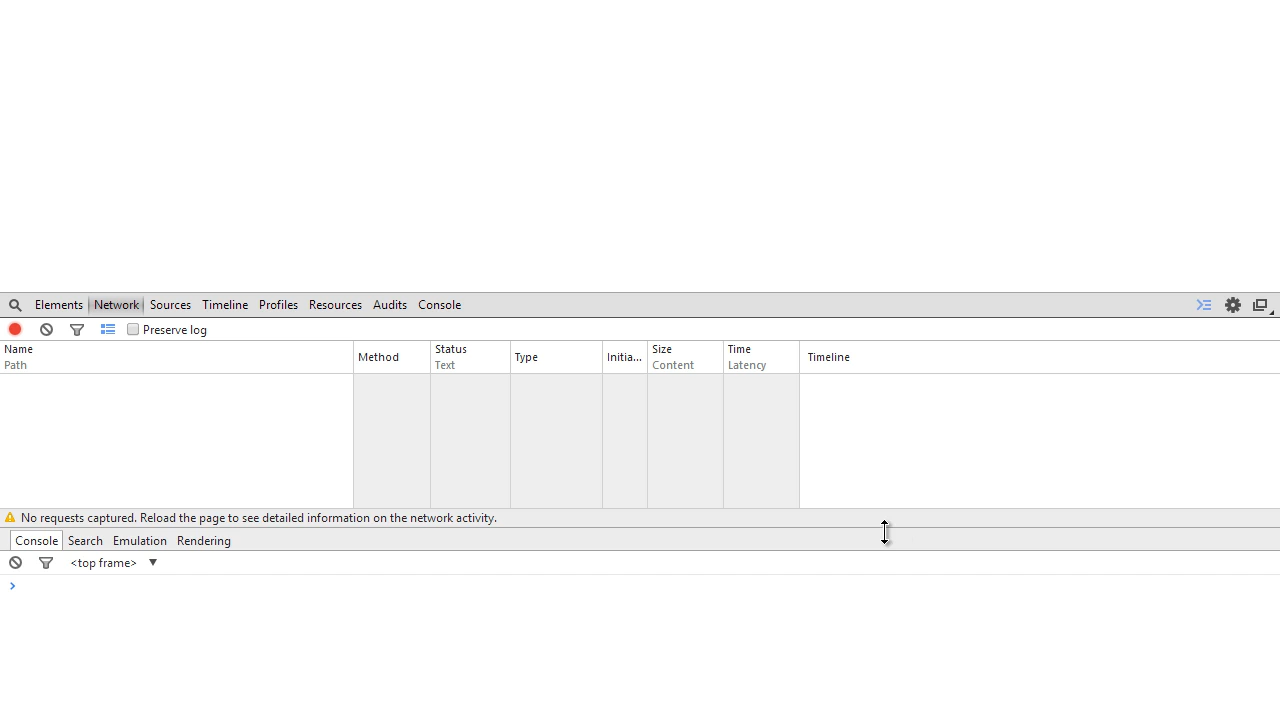 Elements Network Sources Timeline Profiles Resources Audits Console
Preserve log
Name Method Status Type Initia... Size Time Timeline
Path Text Content Latency
No requests captured. Reload the page to see detailed information on the network activity.
Console Search Emulation Rendering
<top frame>